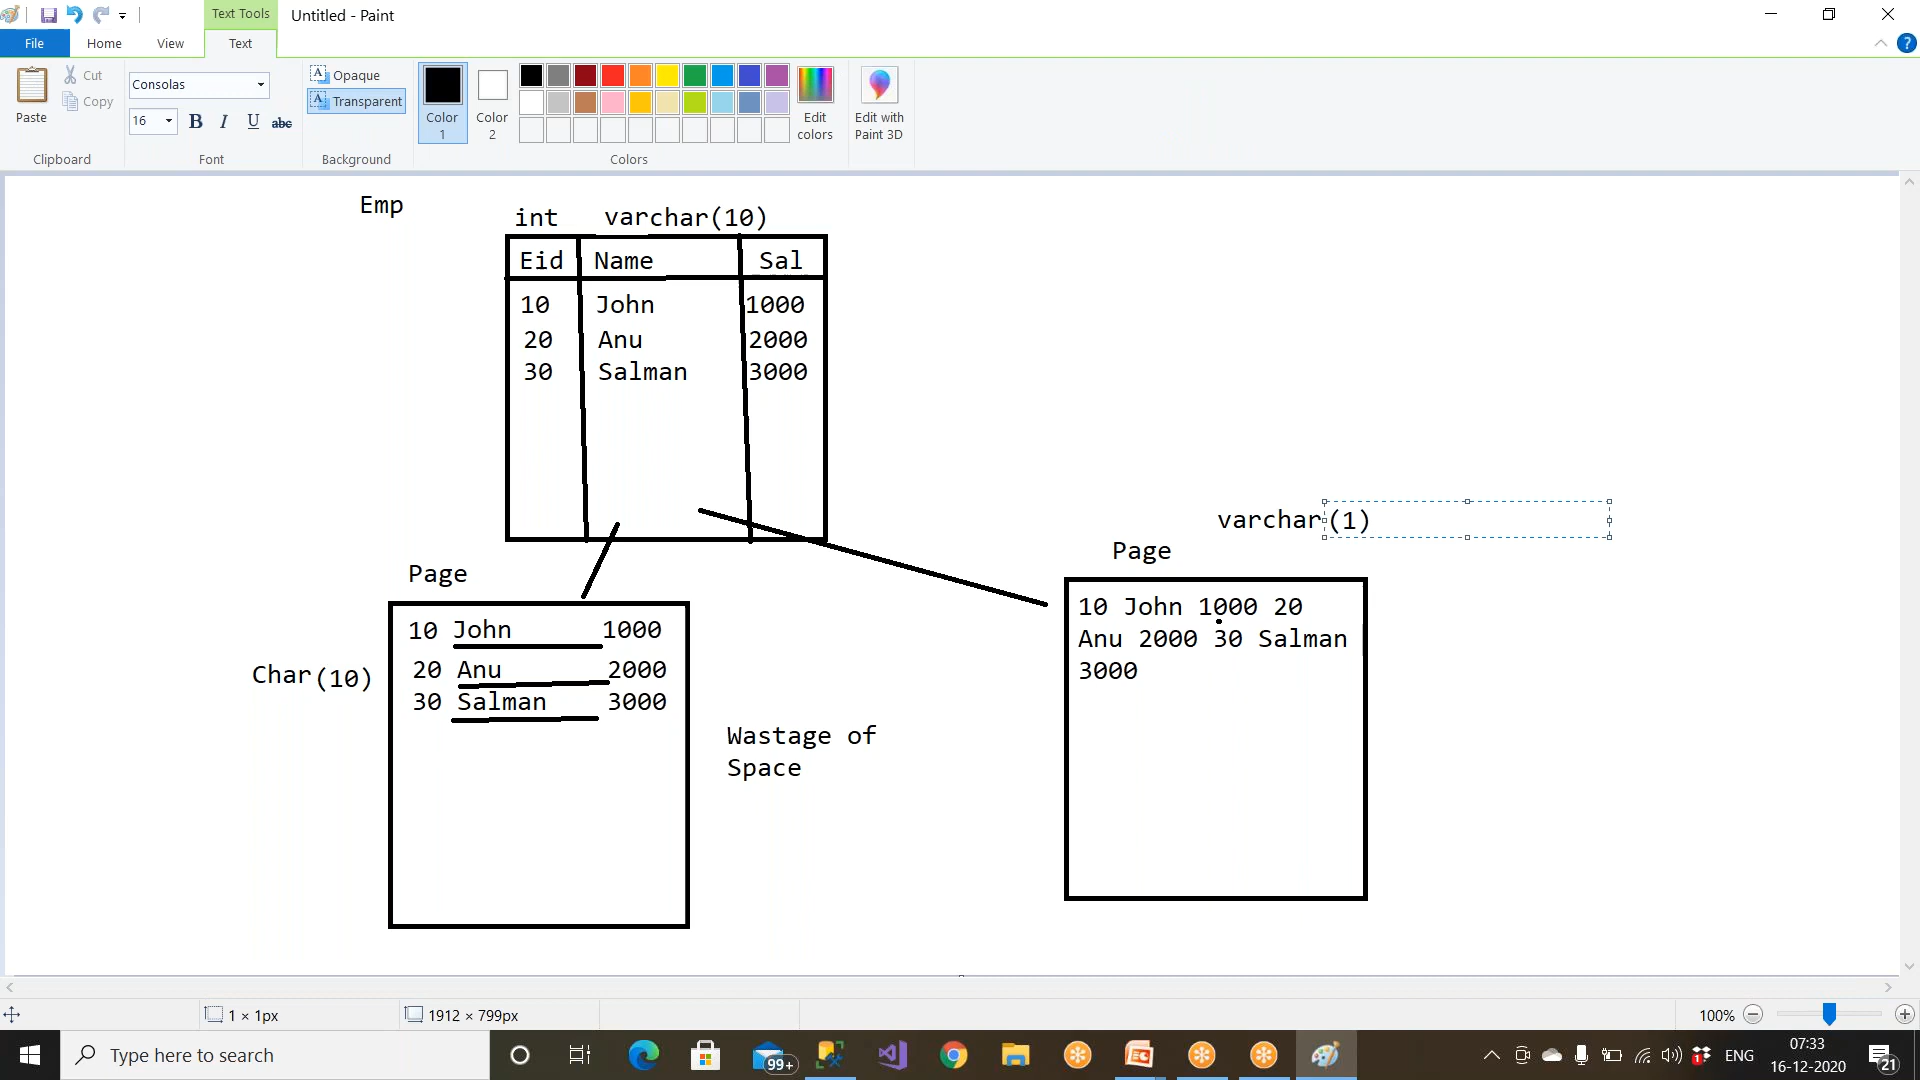 Text Tools
Untitled - Paint
File
Home
View
Text
?
Paste
Cut
Copy
Clipboard
Consolas
16
B I U abc
Font
A Opaque
A Transparent
Background
Color
1
Color
2
Edit
colors
Colors
Edit with
Paint 3D
Emp
int varchar(10)
Eid Name Sal
10 John 1000
20 Anu 2000
30 Salman 3000
varchar(1)
Page
10 John 1000 20
Anu 2000 30 Salman
3000
Page
Char(10)
10 John 1000
20 Anu 2000
30 Salman 3000
Wastage of
Space
1 × 1px
1912 × 799px
100%
Type here to search
99+
1
ENG
07:33
16-12-2020
21